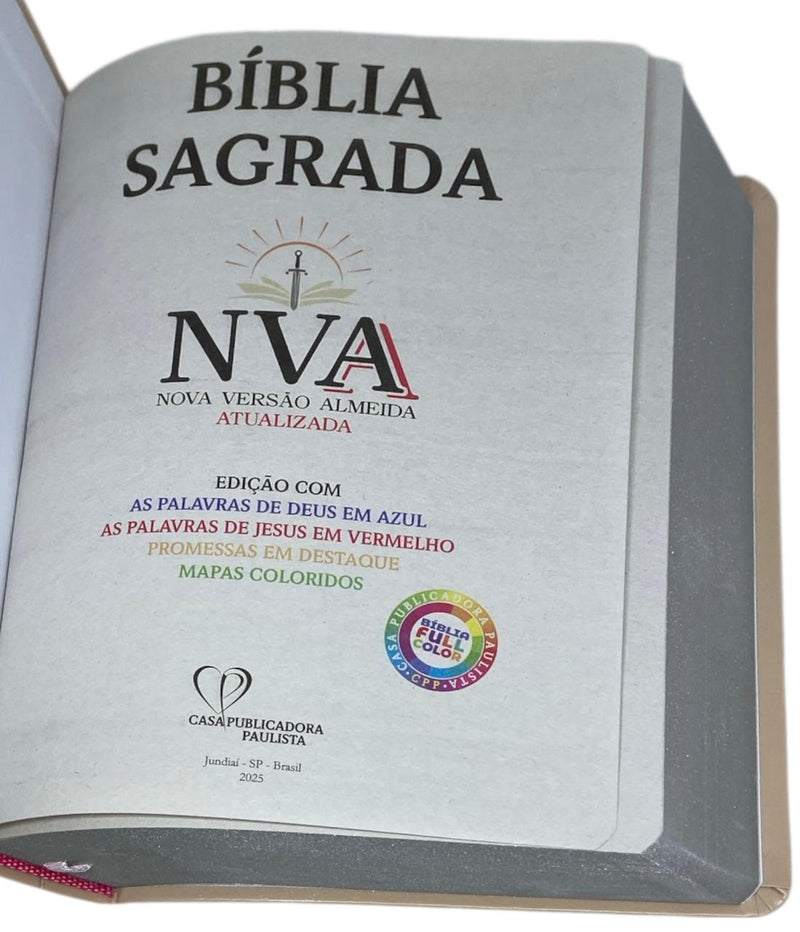 BÍBLIA
SAGRADA
NVA
NOVA VERSÃO ALMEIDA
ATUALIZADA
EDIÇÃO COM
AS PALAVRAS DE DEUS EM AZUL
AS PALAVRAS DE JESUS EM VERMELHO
PROMESSAS EM DESTAQUE
MAPAS COLORIDOS
CASA PUBLICADORA PAULISTA
BÍBLIA
FULL
COLOR
• CPP •
CASA PUBLICADORA
PAULISTA
Jundiaí - SP - Brasil
2025